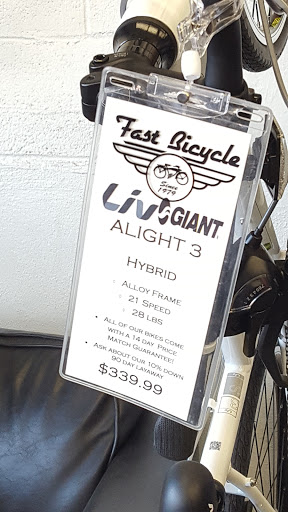 Fast Bicycle
Since
1979
Liv GIANT
ALIGHT 3
HYBRID
ALLOY FRAME
21 SPEED
28 LBS
• ALL OF OUR BIKES COME
WITH A 14 DAY PRICE
MATCH GUARANTEE!
• ASK ABOUT OUR 10% DOWN
90 DAY LAYAWAY
$339.99